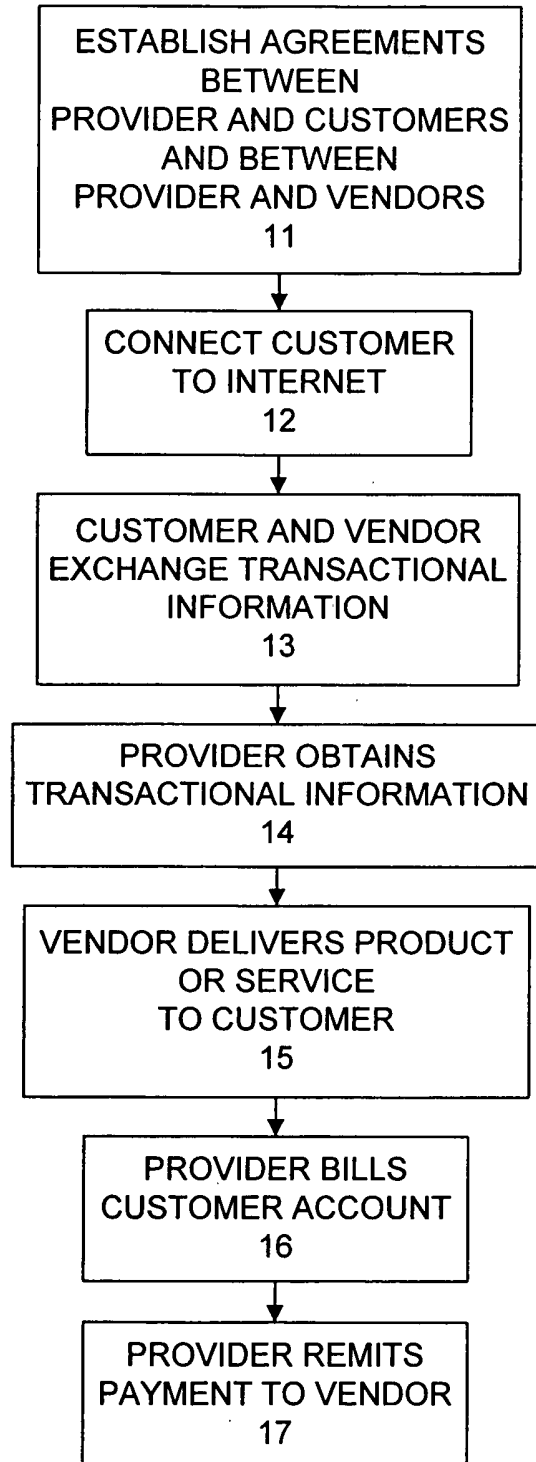 ESTABLISH AGREEMENTS
BETWEEN
PROVIDER AND CUSTOMERS
AND BETWEEN
PROVIDER AND VENDORS
11
CONNECT CUSTOMER
TO INTERNET
12
CUSTOMER AND VENDOR
EXCHANGE TRANSACTIONAL
INFORMATION
13
PROVIDER OBTAINS
TRANSACTIONAL INFORMATION
14
VENDOR DELIVERS PRODUCT
OR SERVICE
TO CUSTOMER
15
PROVIDER BILLS
CUSTOMER ACCOUNT
16
PROVIDER REMITS
PAYMENT TO VENDOR
17